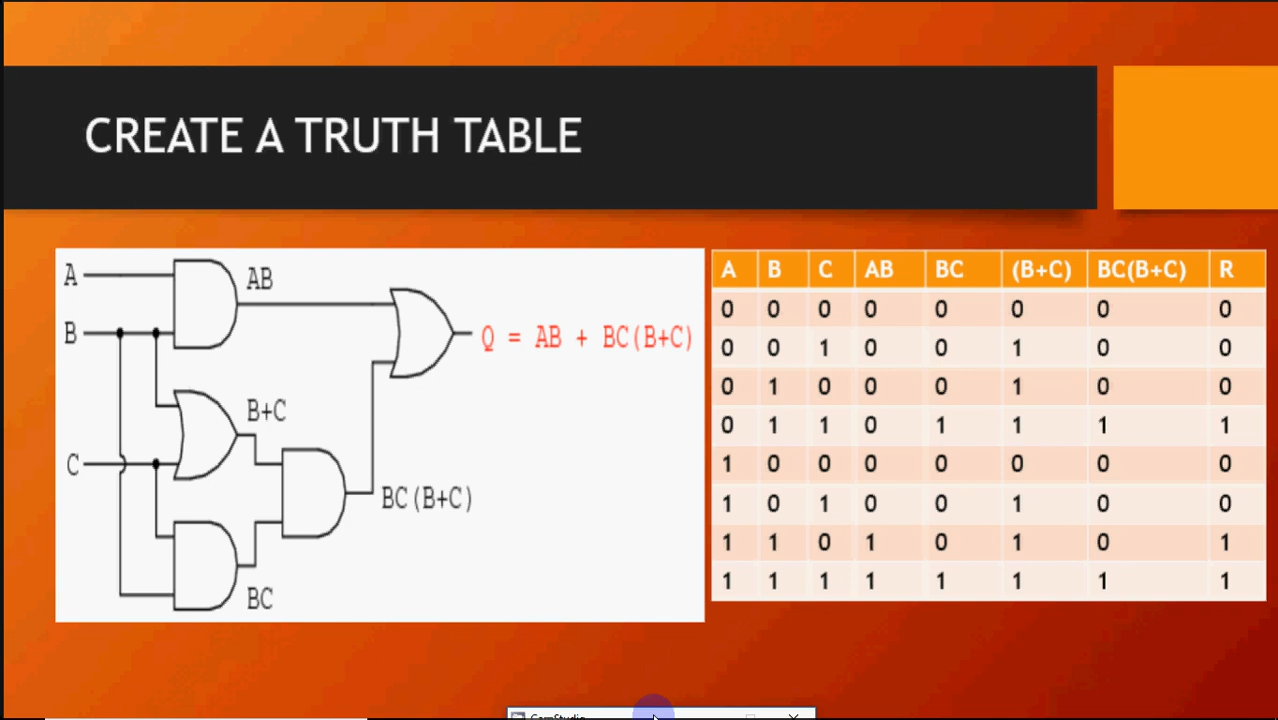 CREATE A TRUTH TABLE
A
AB
B
Q = AB + BC(B+C)
B+C
C
BC(B+C)
BC
A B C AB BC (B+C) BC(B+C) R
0 0 0 0 0 0 0 0
0 0 1 0 0 1 0 0
0 1 0 0 0 1 0 0
0 1 1 0 1 1 1 1
1 0 0 0 0 0 0 0
1 0 1 0 0 1 0 0
1 1 0 1 0 1 0 1
1 1 1 1 1 1 1 1
CamStudio